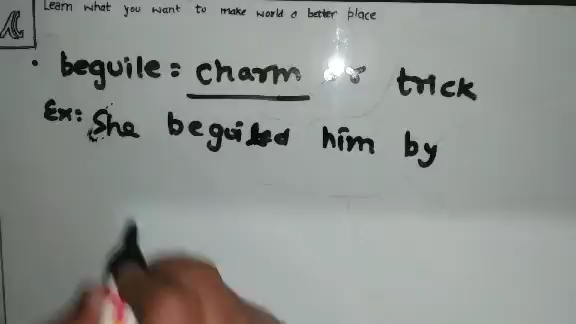 Learn what you want to make world a better place
• beguile = charm or trick
Ex: She beguiled him by